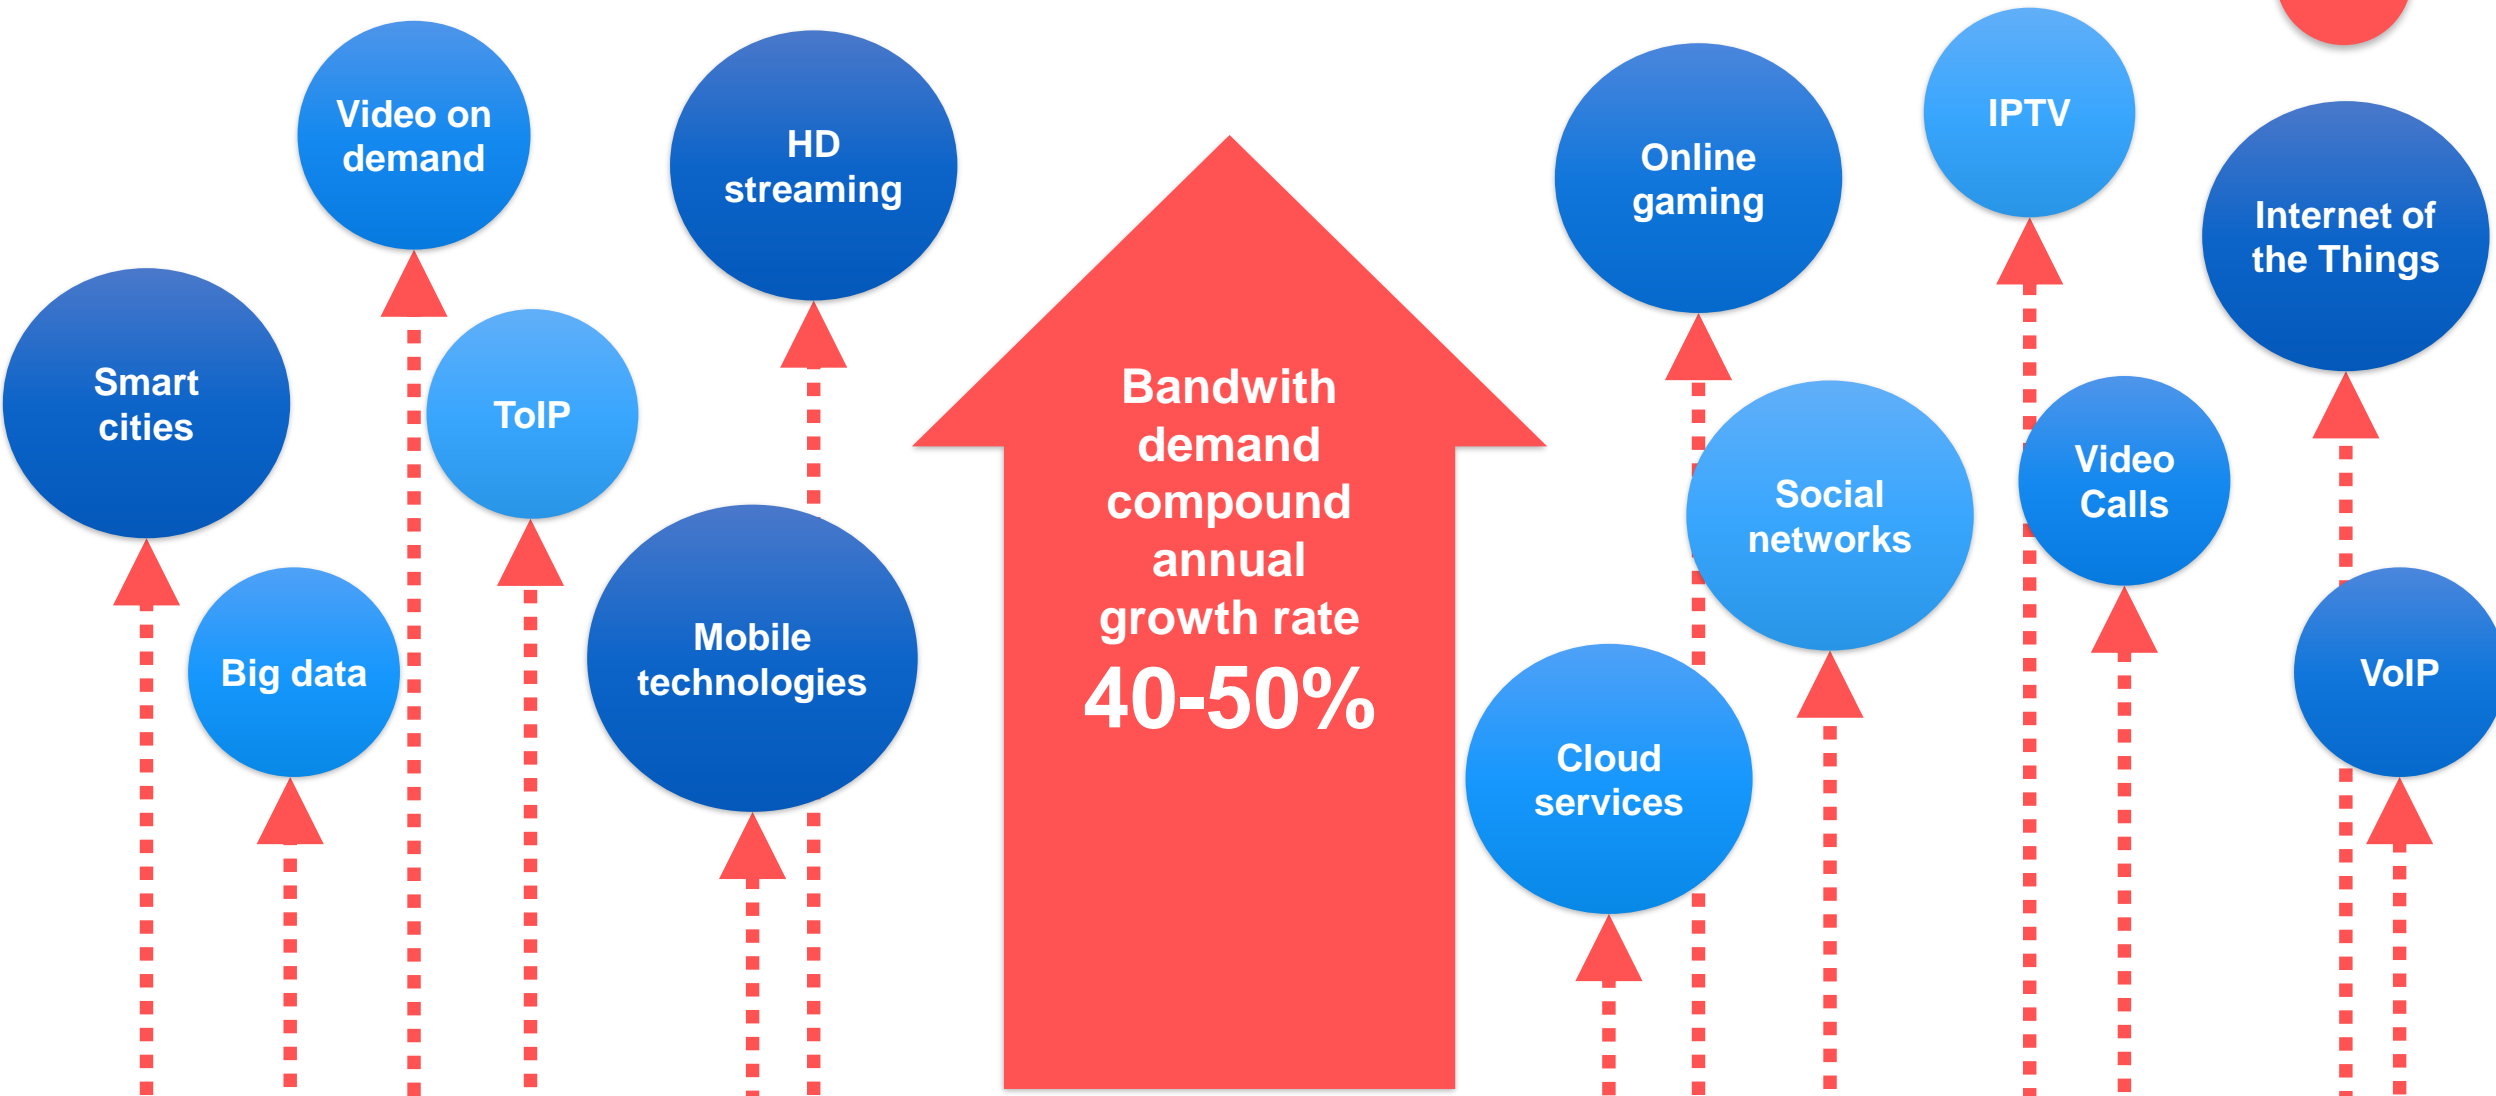 Video on
demand
HD
streaming
Online
gaming
IPTV
Internet of
the Things
Smart
cities
ToIP
Bandwith
demand
compound
annual
growth rate
40-50%
Social
networks
Video
Calls
Big data
Mobile
technologies
Cloud
services
VoIP